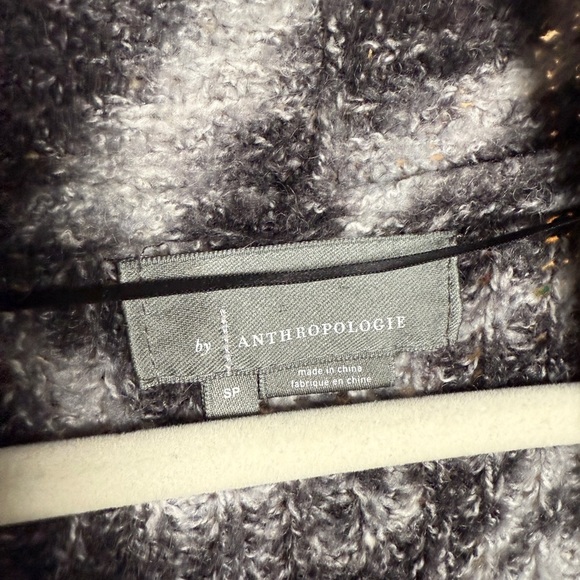 by ANTHROPOLOGIE
SP
made in china
fabriqué en chine